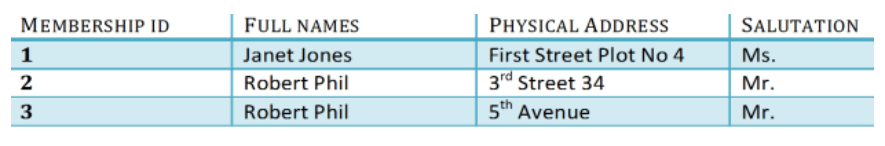 MEMBERSHIP ID FULL NAMES PHYSICAL ADDRESS SALUTATION
1 Janet Jones First Street Plot No 4 Ms.
2 Robert Phil 3rd Street 34 Mr.
3 Robert Phil 5th Avenue Mr.